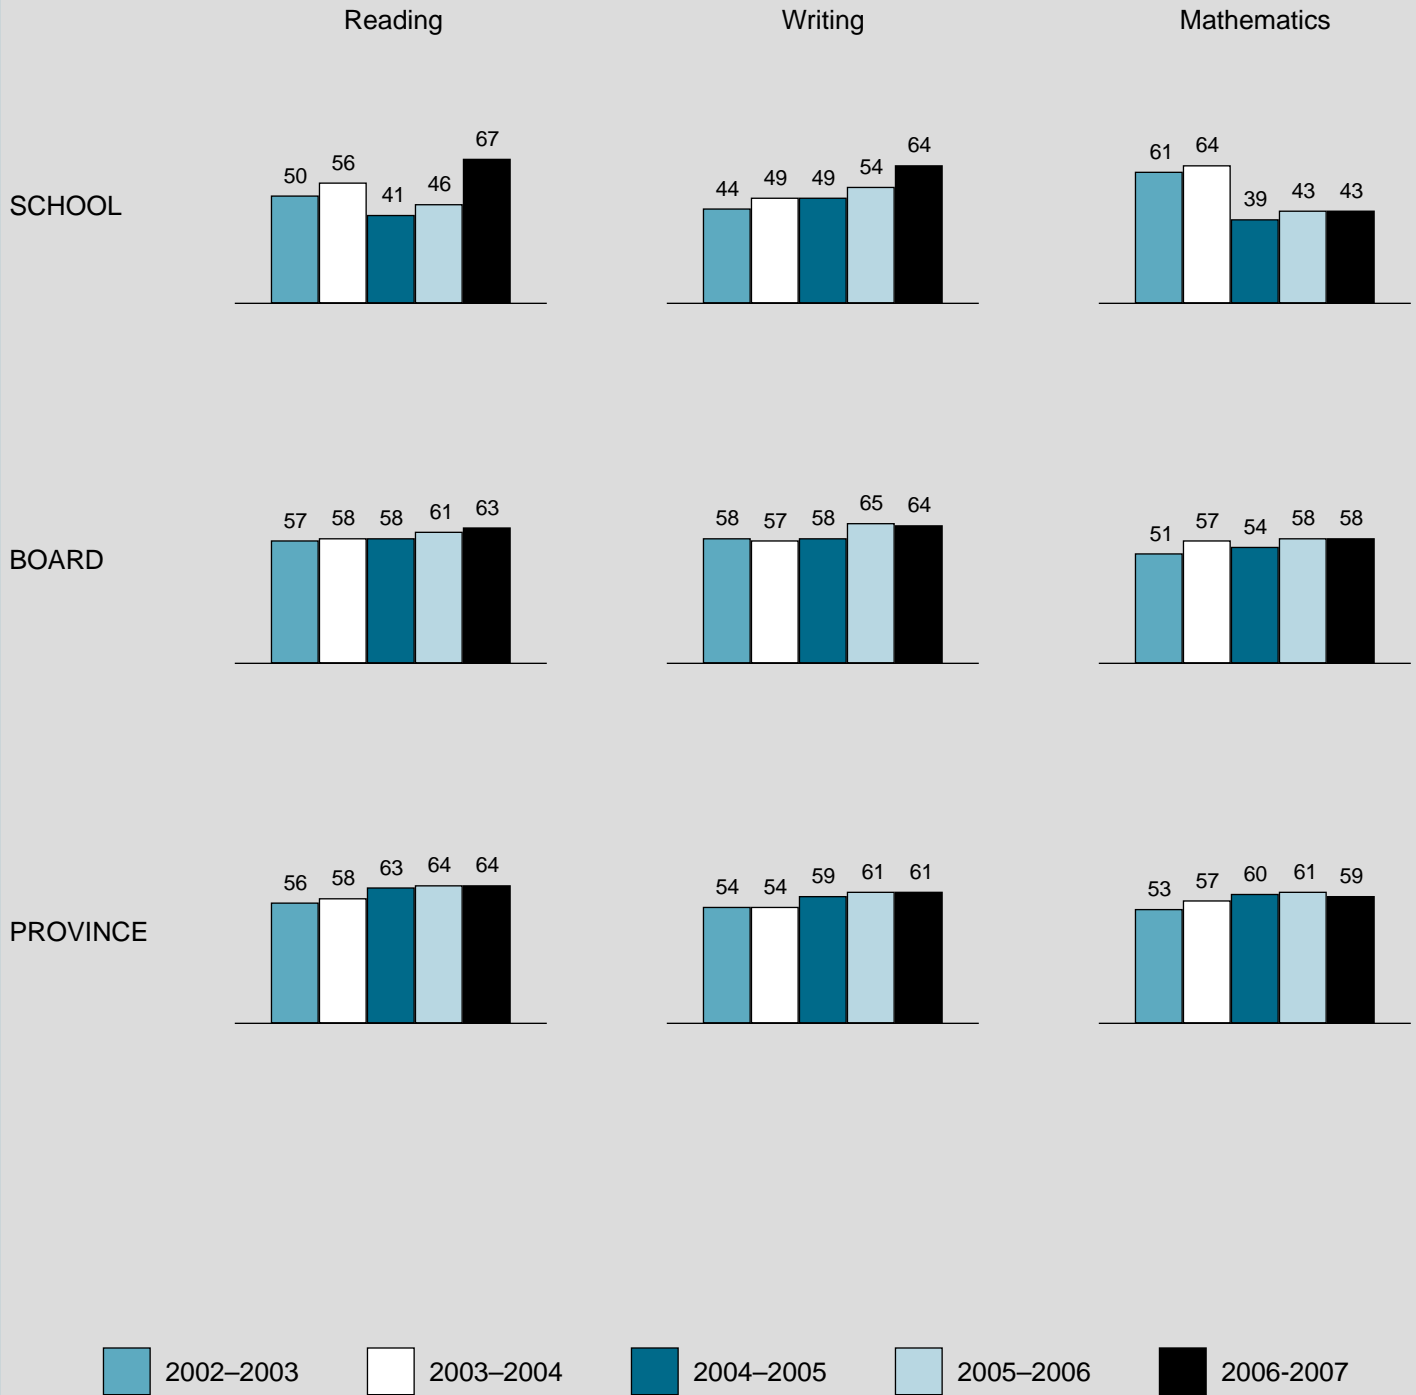 Reading Writing Mathematics
SCHOOL
50 56 41 46 67
44 49 49 54 64
61 64 39 43 43
BOARD
57 58 58 61 63
58 57 58 65 64
51 57 54 58 58
PROVINCE
56 58 63 64 64
54 54 59 61 61
53 57 60 61 59
2002–2003 2003–2004 2004–2005 2005–2006 2006-2007